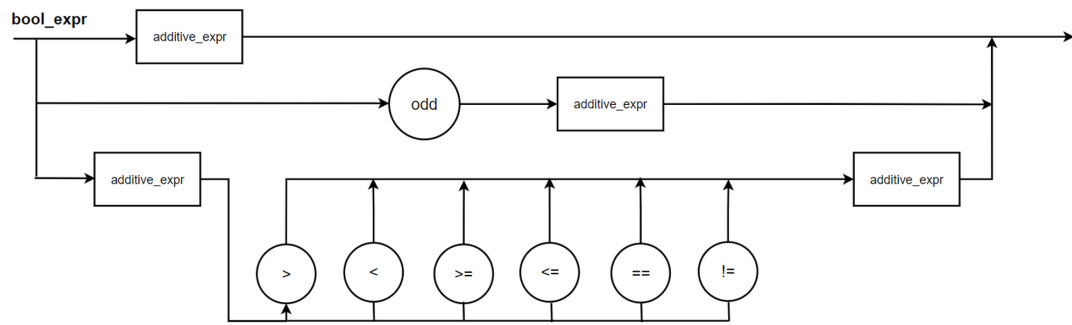 bool_expr
additive_expr
odd
additive_expr
additive_expr
additive_expr
>
<
>=
<=
==
!=